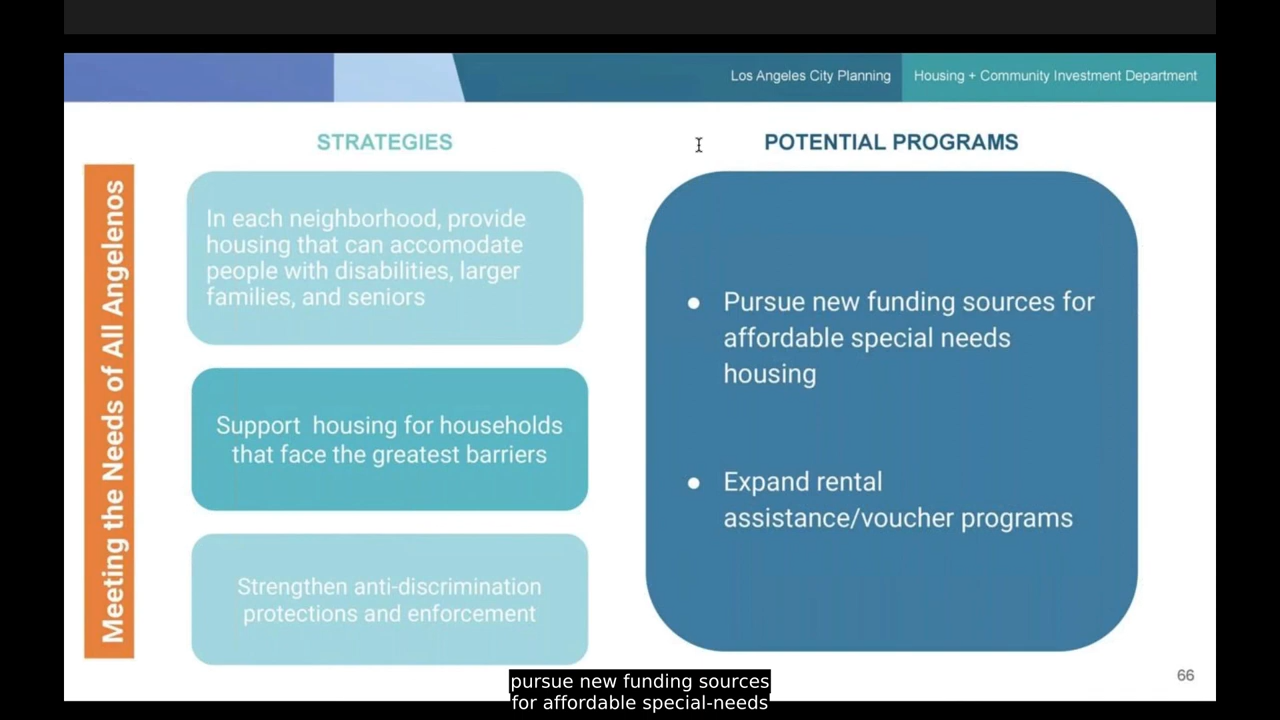 Los Angeles City Planning
Housing + Community Investment Department
STRATEGIES
POTENTIAL PROGRAMS
Meeting the Needs of All Angelenos
In each neighborhood, provide
housing that can accomodate
people with disabilities, larger
families, and seniors
Support housing for households
that face the greatest barriers
Strengthen anti-discrimination
protections and enforcement
● Pursue new funding sources for
affordable special needs
housing
● Expand rental
assistance/voucher programs
66
pursue new funding sources
for affordable special-needs